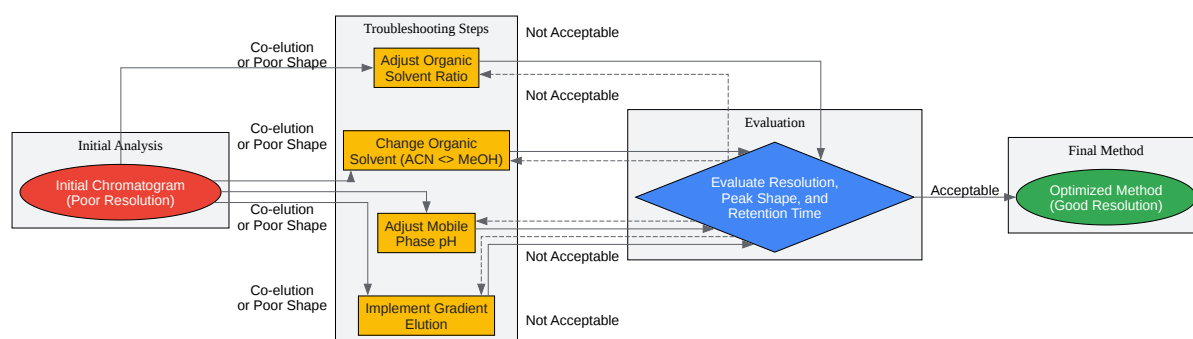 Troubleshooting Steps
Not Acceptable
Co-elution
or Poor Shape
Adjust Organic
Solvent Ratio
Not Acceptable
Co-elution
or Poor Shape
Change Organic
Solvent (ACN <> MeOH)
Evaluation
Initial Analysis
Final Method
Initial Chromatogram
(Poor Resolution)
Evaluate Resolution,
Peak Shape, and
Retention Time
Acceptable
Optimized Method
(Good Resolution)
Co-elution
or Poor Shape
Adjust Mobile
Phase pH
Not Acceptable
Co-elution
or Poor Shape
Implement Gradient
Elution
Not Acceptable